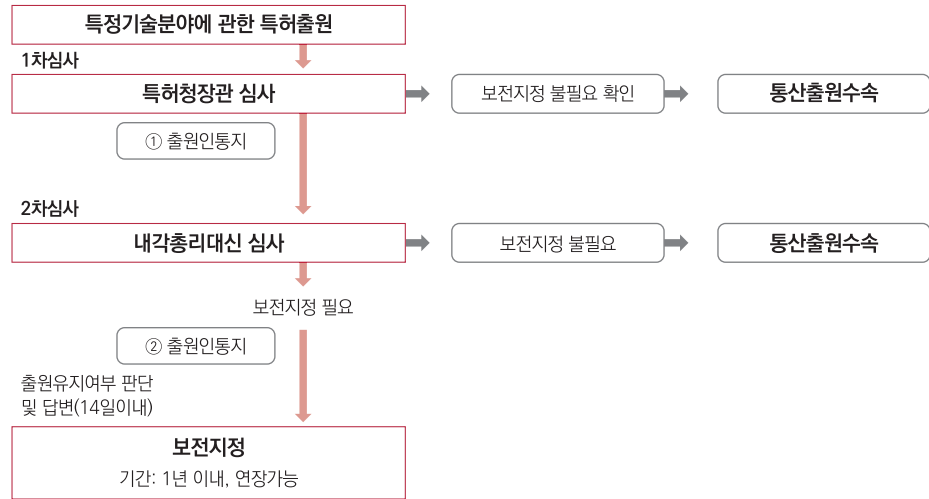 특정기술분야에 관한 특허출원
1차심사
특허청장관 심사
보전지정 불필요 확인
통산출원수속
① 출원인통지
2차심사
내각총리대신 심사
보전지정 불필요
통산출원수속
보전지정 필요
② 출원인통지
출원유지여부 판단
및 답변(14일이내)
보전지정
기간: 1년 이내, 연장가능